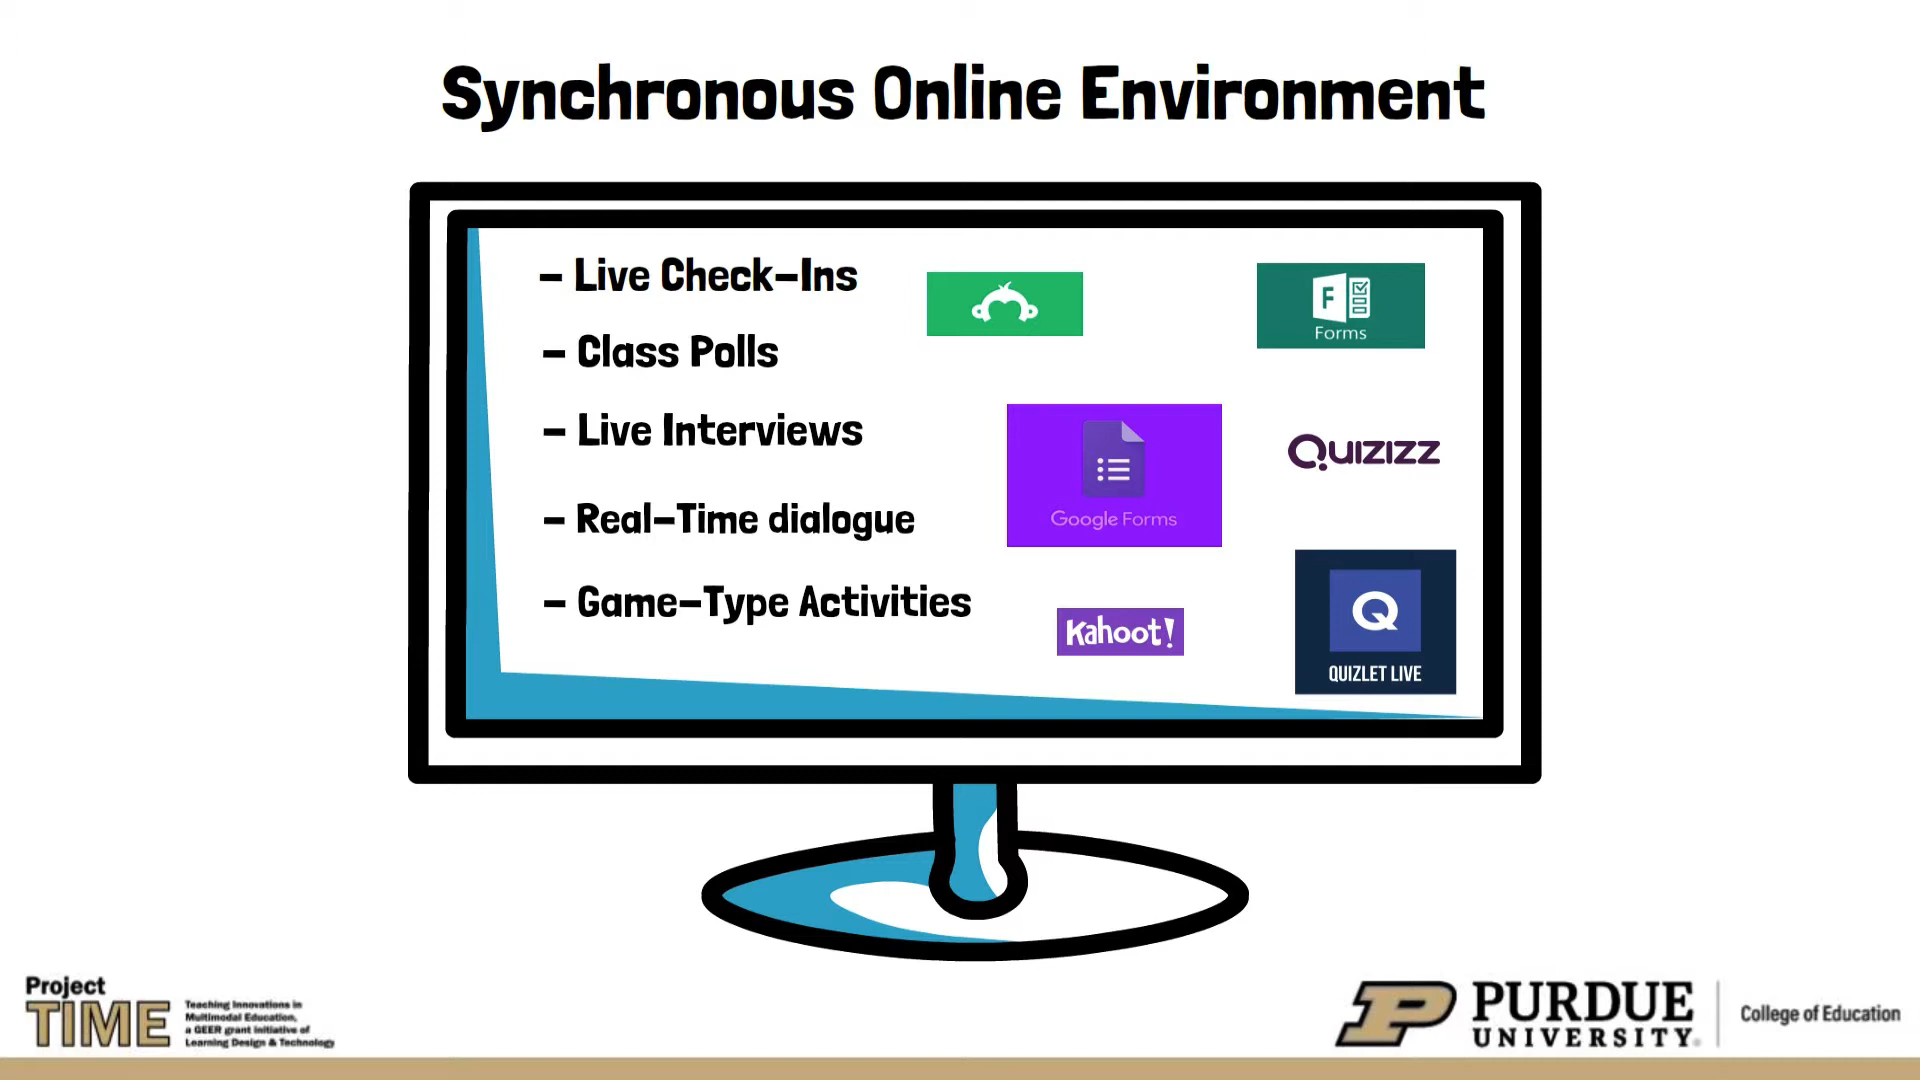 Synchronous Online Environment
- Live Check-Ins
- Class Polls
- Live Interviews
- Real-Time dialogue
- Game-Type Activities
F
Forms
Google Forms
Quizizz
Kahoot!
Q
QUIZLET LIVE
Project
TIME
Teaching Innovations in
Multimodal Education,
a GEER grant initiative of
Learning Design & Technology
P
PURDUE
UNIVERSITY®
College of Education